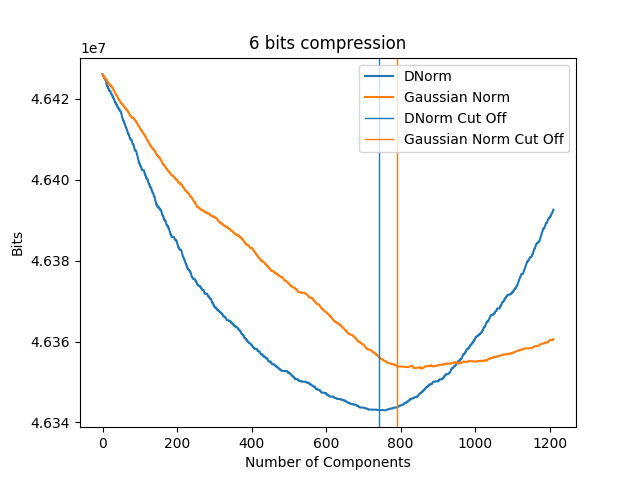 6 bits compression
1e7
DNorm
Gaussian Norm
DNorm Cut Off
Gaussian Norm Cut Off
4.642
4.640
4.638
4.636
4.634
Bits
0 200 400 600 800 1000 1200
Number of Components